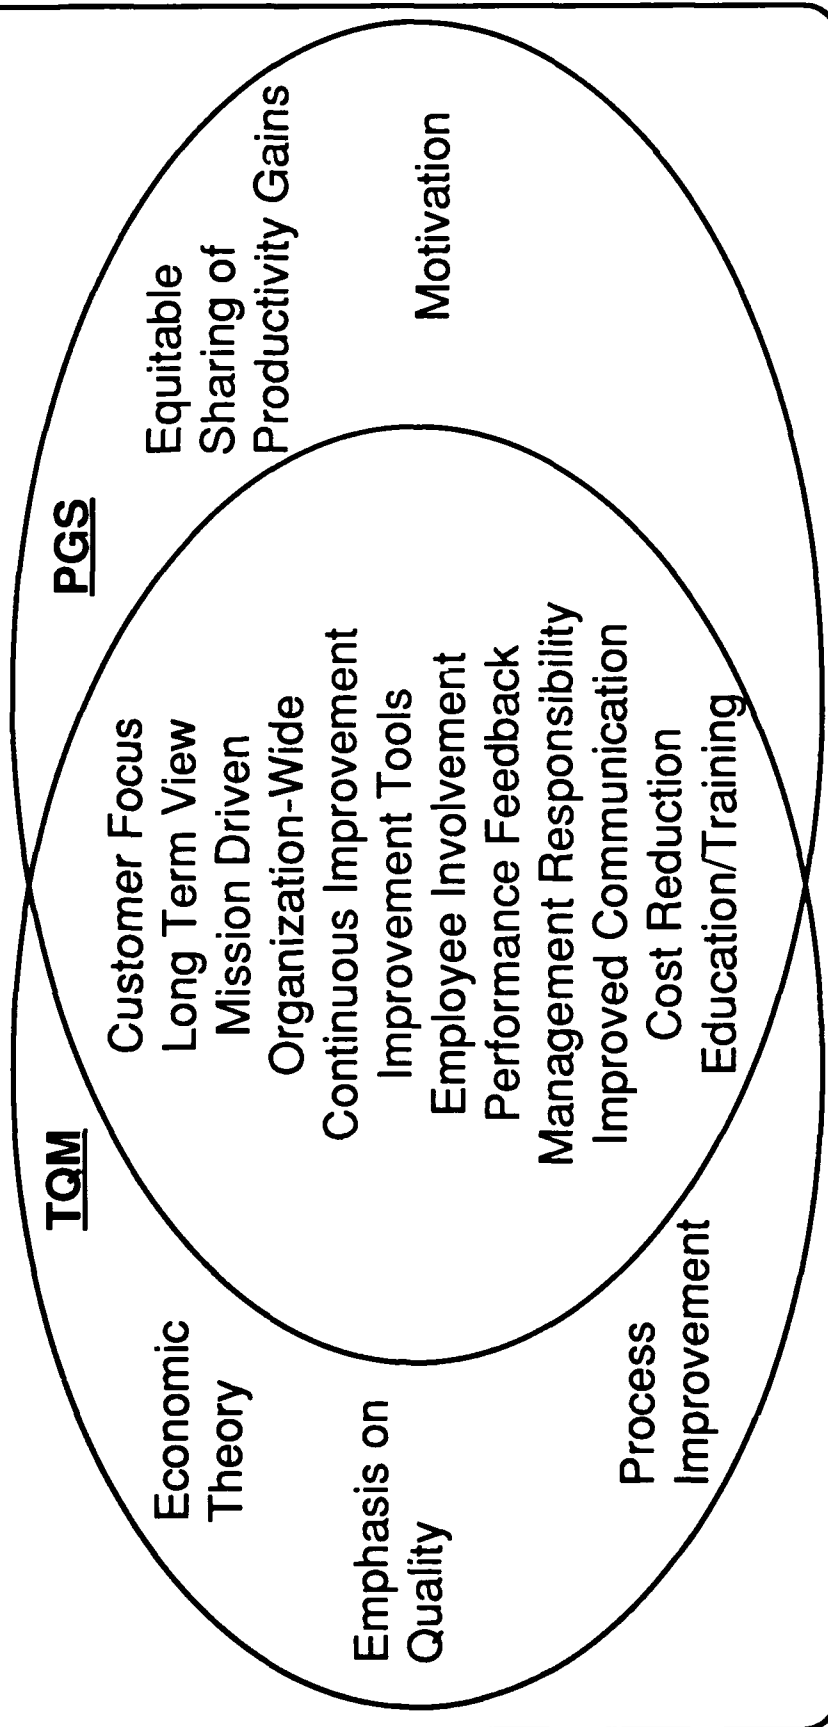 TQM
PGS
Economic
Theory
Emphasis on
Quality
Process
Improvement
Customer Focus
Long Term View
Mission Driven
Organization-Wide
Continuous Improvement
Improvement Tools
Employee Involvement
Performance Feedback
Management Responsibility
Improved Communication
Cost Reduction
Education/Training
Equitable
Sharing of
Productivity Gains
Motivation